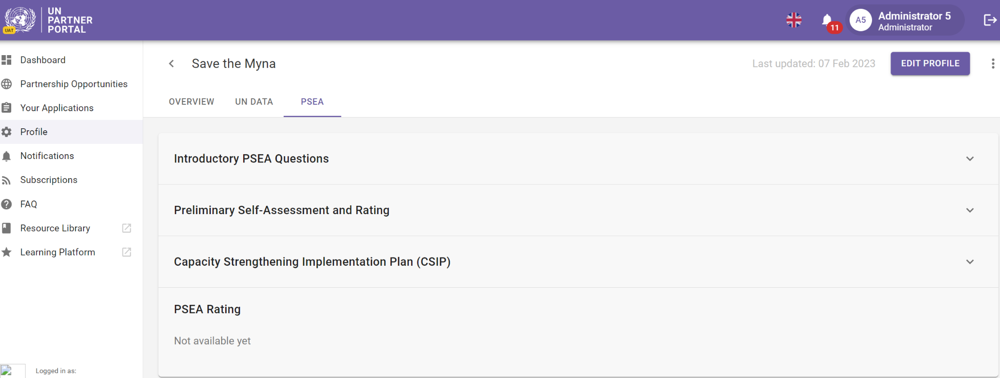 UN
PARTNER
PORTAL
UAT
11
A5
Administrator 5
Administrator
Dashboard
Partnership Opportunities
Your Applications
Profile
Notifications
Subscriptions
FAQ
Resource Library
Learning Platform
Logged in as:
Save the Myna
Last updated: 07 Feb 2023
EDIT PROFILE
OVERVIEW
UN DATA
PSEA
Introductory PSEA Questions
Preliminary Self-Assessment and Rating
Capacity Strengthening Implementation Plan (CSIP)
PSEA Rating
Not available yet